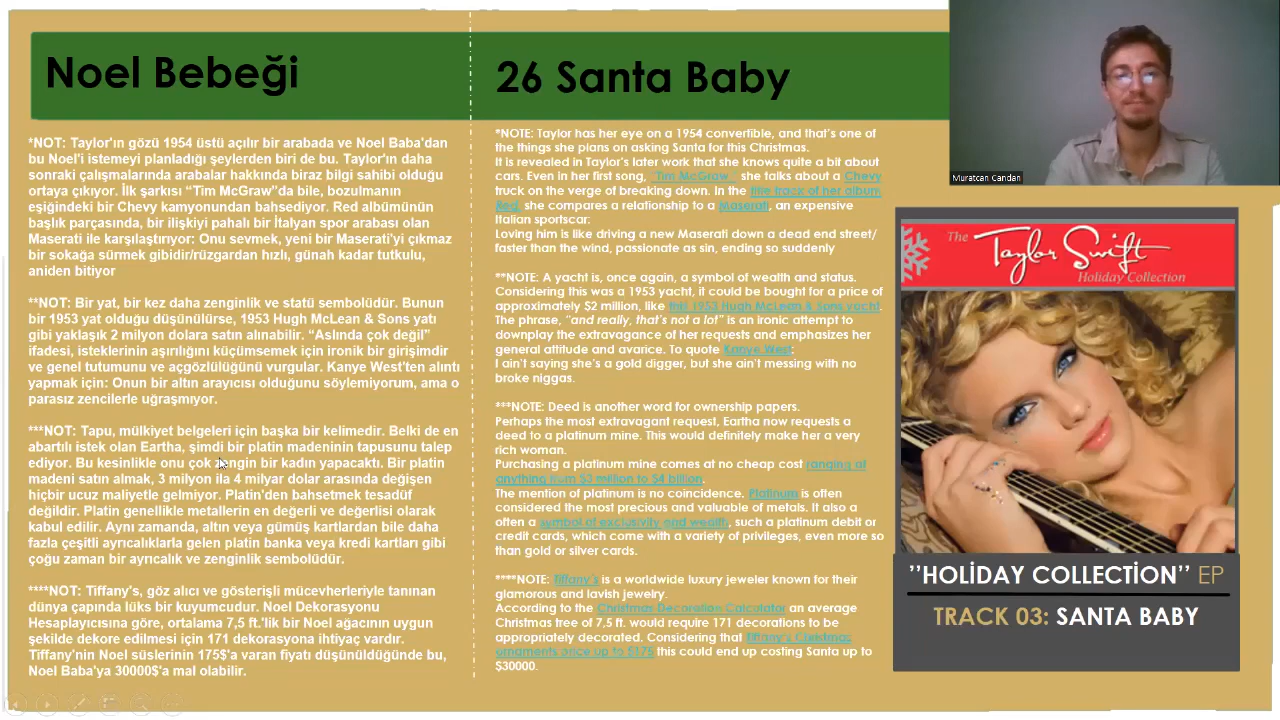 Noel Bebeği
*NOT: Taylor'ın gözü 1954 üstü açılır bir arabada ve Noel Baba'dan
bu Noel'i istemeyi planladığı şeylerden biri de bu. Taylor'ın daha
sonraki çalışmalarında arabalar hakkında biraz bilgi sahibi olduğu
ortaya çıkıyor. İlk şarkısı “Tim McGraw”da bile, bozulmanın
eşiğindeki bir Chevy kamyonundan bahsediyor. Red albümünün
başlık parçasında, bir ilişkiyi pahalı bir İtalyan spor arabası olan
Maserati ile karşılaştırıyor: Onu sevmek, yeni bir Maserati'yi çıkmaz
bir sokağa sürmek gibidir/rüzgardan hızlı, günah kadar tutkulu,
aniden bitiyor
**NOT: Bir yat, bir kez daha zenginlik ve statü sembolüdür. Bunun
bir 1953 yat olduğu düşünülürse, 1953 Hugh McLean & Sons yatı
gibi yaklaşık 2 milyon dolara satın alınabilir. “Aslında çok değil”
ifadesi, isteklerinin aşırılığını küçümsemek için ironik bir girişimdir
ve genel tutumunu ve açgözlülüğünü vurgular. Kanye West'ten alıntı
yapmak için: Onun bir altın arayıcısı olduğunu söylemiyorum, ama o
parasız zencilerle uğraşmıyor.
***NOT: Tapu, mülkiyet belgeleri için başka bir kelimedir. Belki de en
abartılı istek olan Eartha, şimdi bir platin madeninin tapusunu talep
ediyor. Bu kesinlikle onu çok zengin bir kadın yapacaktı. Bir platin
madeni satın almak, 3 milyon ila 4 milyar dolar arasında değişen
hiçbir ucuz maliyetle gelmiyor. Platin'den bahsetmek tesadüf
değildir. Platin genellikle metallerin en değerli ve değerlisi olarak
kabul edilir. Aynı zamanda, altın veya gümüş kartlardan bile daha
fazla çeşitli ayrıcalıklarla gelen platin banka veya kredi kartları gibi
çoğu zaman bir ayrıcalık ve zenginlik sembolüdür.
****NOT: Tiffany's, göz alıcı ve gösterişli mücevherleriyle tanınan
dünya çapında lüks bir kuyumcudur. Noel Dekorasyonu
Hesaplayıcısına göre, ortalama 7,5 ft.'lik bir Noel ağacının uygun
şekilde dekore edilmesi için 171 dekorasyona ihtiyaç vardır.
Tiffany'nin Noel süslerinin 175$'a varan fiyatı düşünüldüğünde bu,
Noel Baba'ya 30000$'a mal olabilir.
26 Santa Baby
*NOTE: Taylor has her eye on a 1954 convertible, and that's one of
the things she plans on asking Santa for this Christmas.
It is revealed in Taylor's later work that she knows quite a bit about
cars. Even in her first song, “Tim McGraw,” she talks about a Chevy
truck on the verge of breaking down. In the title track of her album
Red, she compares a relationship to a Maserati, an expensive
Italian sportscar:
Loving him is like driving a new Maserati down a dead end street/
faster than the wind, passionate as sin, ending so suddenly
**NOTE: A yacht is, once again, a symbol of wealth and status.
Considering this was a 1953 yacht, it could be bought for a price of
approximately $2 million, like this 1953 Hugh McLean & Sons yacht.
The phrase, “and really, that's not a lot” is an ironic attempt to
downplay the extravagance of her requests and emphasizes her
general attitude and avarice. To quote Kanye West:
I ain't saying she's a gold digger, but she ain't messing with no
broke niggas.
***NOTE: Deed is another word for ownership papers.
Perhaps the most extravagant request, Eartha now requests a
deed to a platinum mine. This would definitely make her a very
rich woman.
Purchasing a platinum mine comes at no cheap cost ranging at
anything from $3 million to $4 billion.
The mention of platinum is no coincidence. Platinum is often
considered the most precious and valuable of metals. It also a
often a symbol of exclusivity and wealth, such a platinum debit or
credit cards, which come with a variety of privileges, even more so
than gold or silver cards.
****NOTE: Tiffany's is a worldwide luxury jeweler known for their
glamorous and lavish jewelry.
According to the Christmas Decoration Calculator an average
Christmas tree of 7,5 ft. would require 171 decorations to be
appropriately decorated. Considering that Tiffany's Christmas
ornaments once up to $175 this could end up costing Santa up to
$30000.
Muratcan Candan
The
Taylor Swift
Holiday Collection
’’HOLİDAY COLLECTİON’’ EP
TRACK 03: SANTA BABY